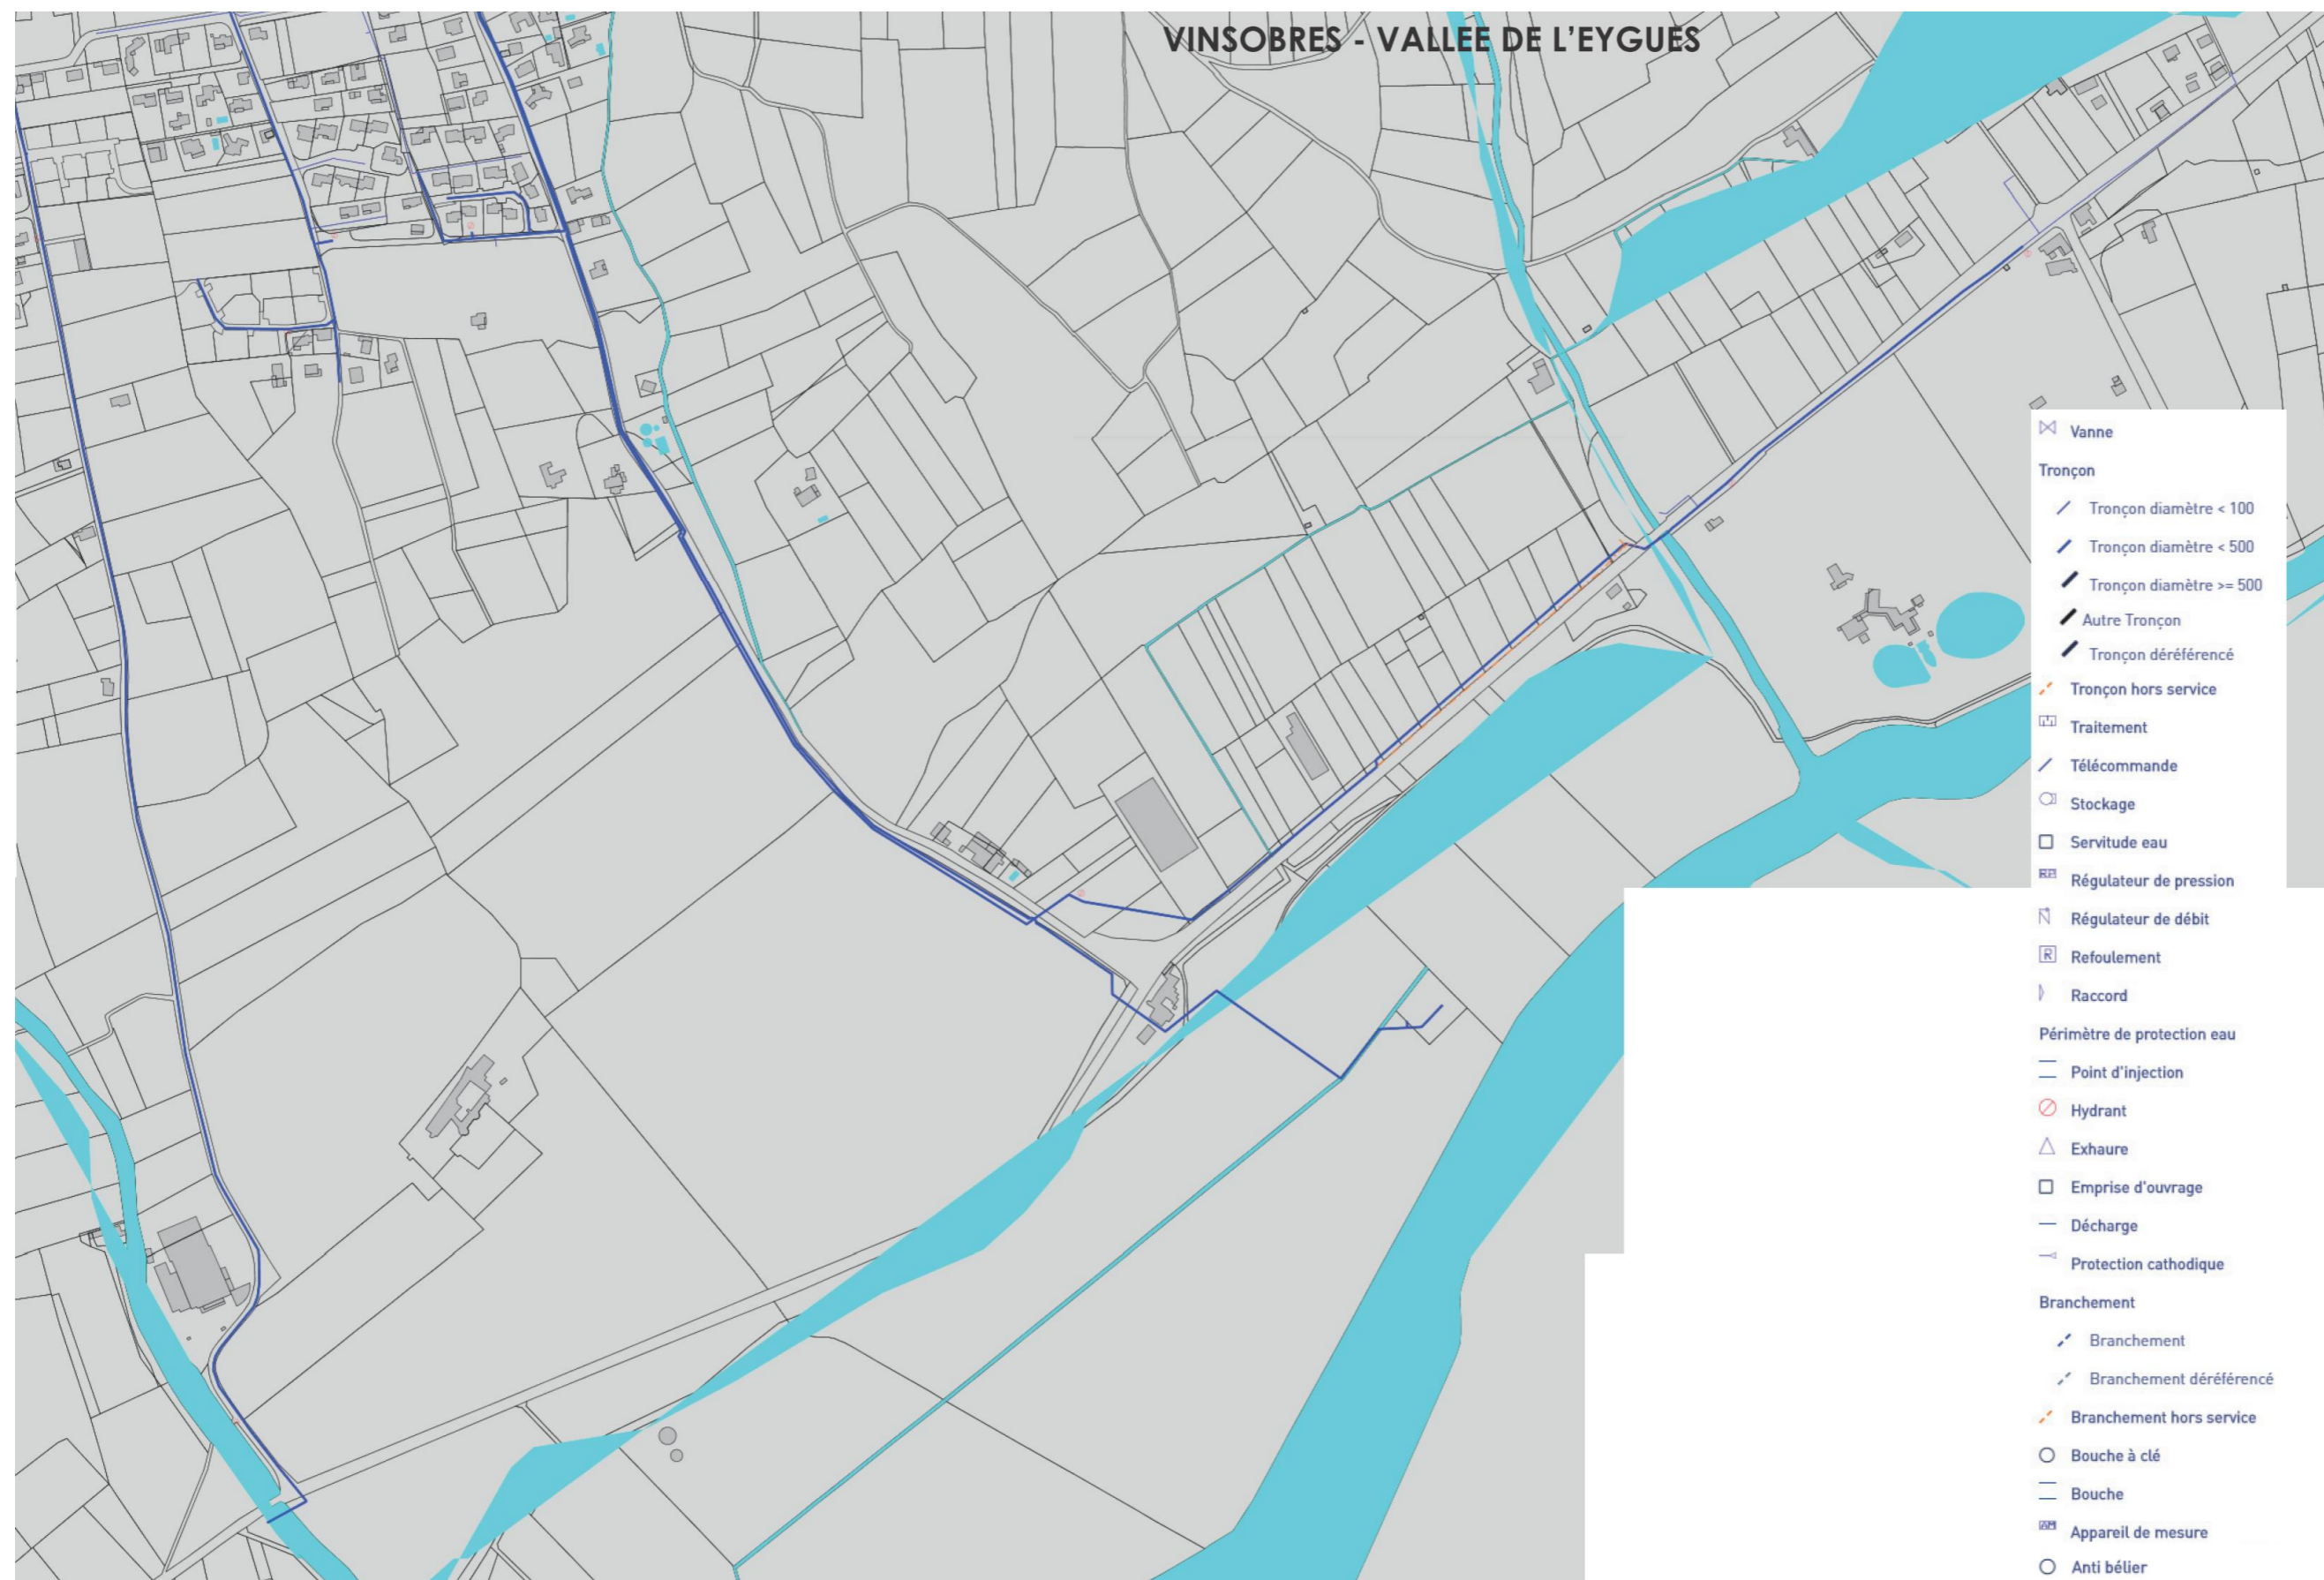 VINSOBRES - VALLEE DE L'EYGUES
Vanne
Tronçon
Tronçon diamètre < 100
Tronçon diamètre < 500
Tronçon diamètre >= 500
Autre Tronçon
Tronçon déréférencé
Tronçon hors service
Traitement
Télécommande
Stockage
Servitude eau
Régulateur de pression
Régulateur de débit
R Refoulement
Raccord
Périmètre de protection eau
Point d'injection
Hydrant
Exhaure
Emprise d'ouvrage
Décharge
Protection cathodique
Branchement
Branchement
Branchement déréférencé
Branchement hors service
Bouche à clé
Bouche
Appareil de mesure
Anti bélier